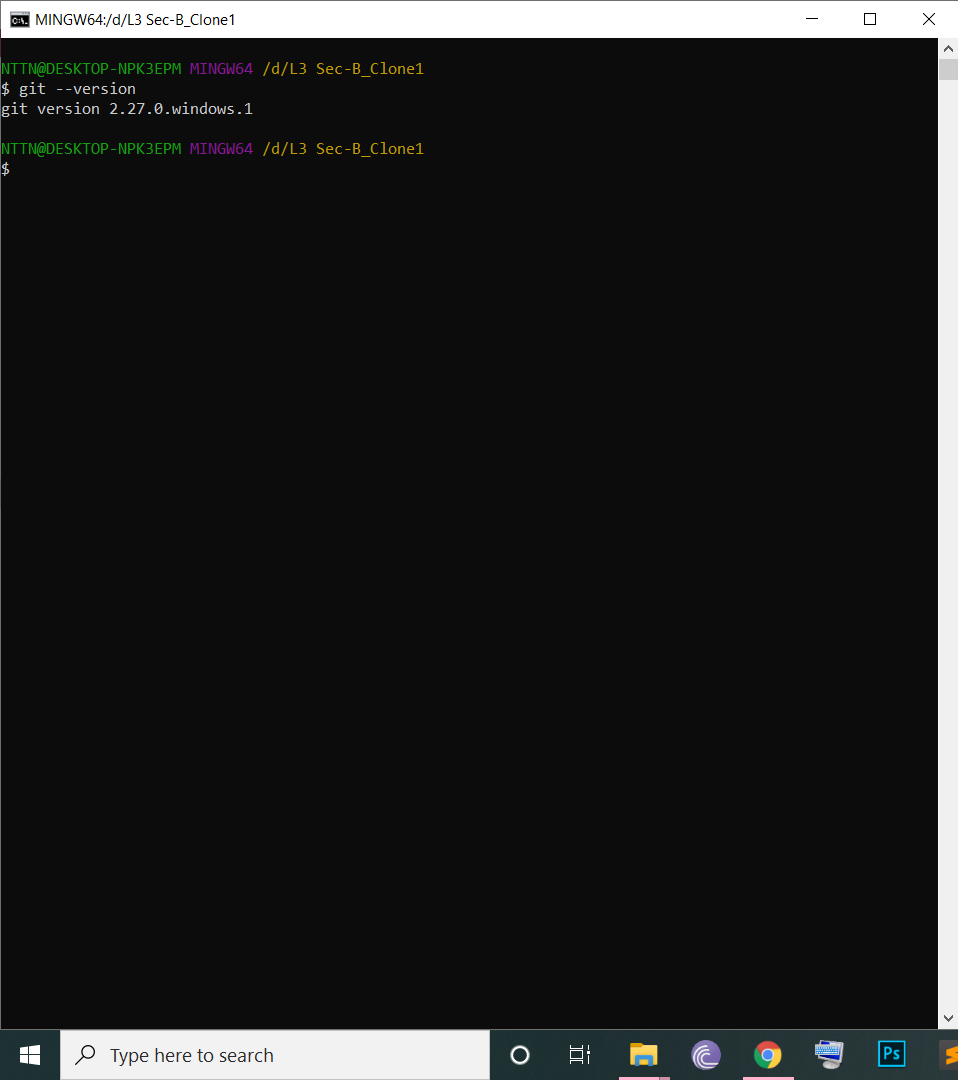 MINGW64:/d/L3 Sec-B_Clone1
NTTN@DESKTOP-NPK3EPM MINGW64 /d/L3 Sec-B_Clone1
$ git --version
git version 2.27.0.windows.1
NTTN@DESKTOP-NPK3EPM MINGW64 /d/L3 Sec-B_Clone1
$
Type here to search
Ps